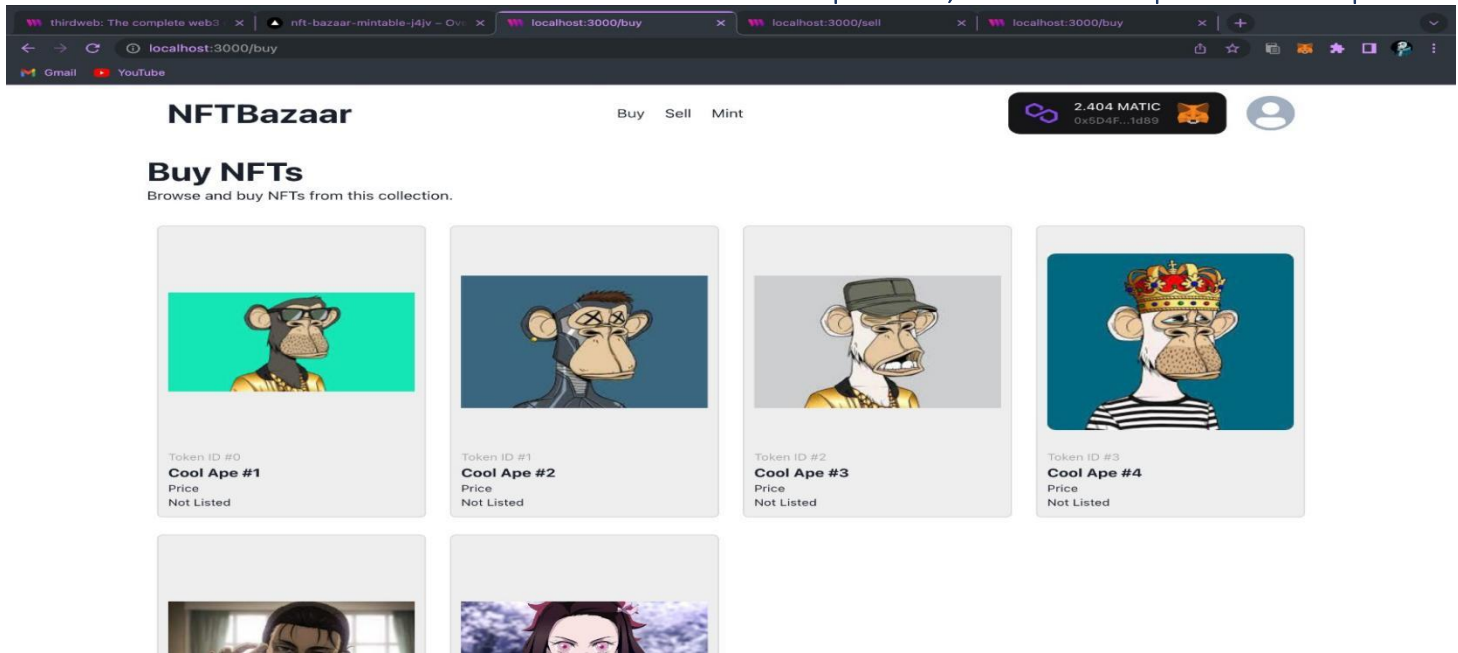 thirdweb: The complete web3
nft-bazaar-mintable-j4jv – Ove
localhost:3000/buy
localhost:3000/sell
localhost:3000/buy
localhost:3000/buy
Gmail
YouTube
NFTBazaar
Buy
Sell
Mint
2.404 MATIC
0x5D4F...1d89
Buy NFTs
Browse and buy NFTs from this collection.
Token ID #0
Cool Ape #1
Price
Not Listed
Token ID #1
Cool Ape #2
Price
Not Listed
Token ID #2
Cool Ape #3
Price
Not Listed
Token ID #3
Cool Ape #4
Price
Not Listed